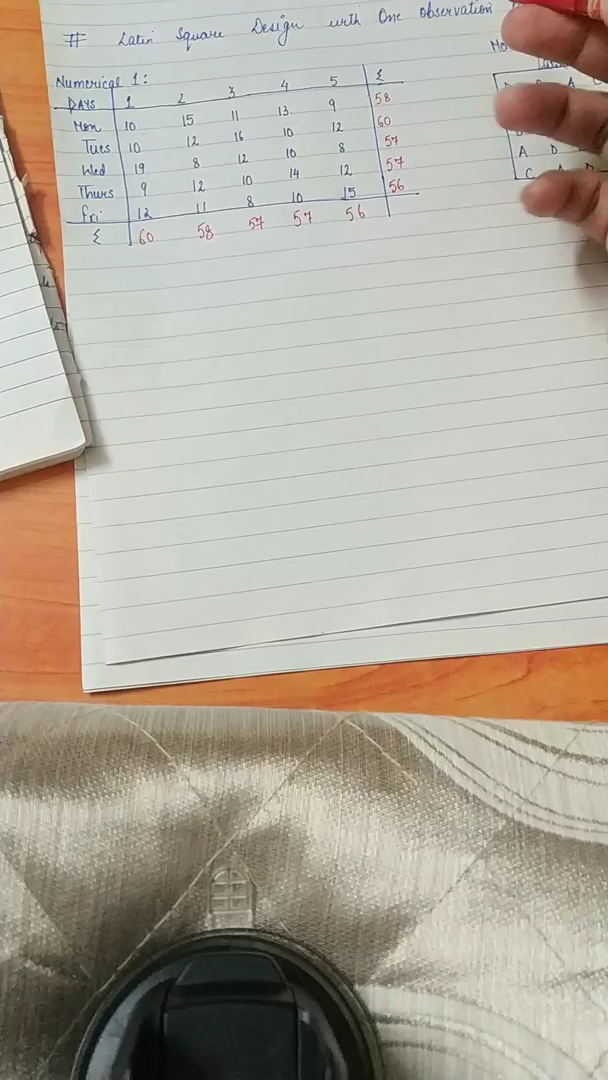 # Latin Square Design with One Observation
Numerical 1:
DAYS 1 2 3 4 5 Σ
Mon 10 15 11 13 9 58
Tues 10 12 16 10 12 60
Wed 19 8 12 10 8 57
Thurs 9 12 10 14 12 57
Fri 12 11 8 10 15 56
Σ 60 58 57 57 56
A D
C A